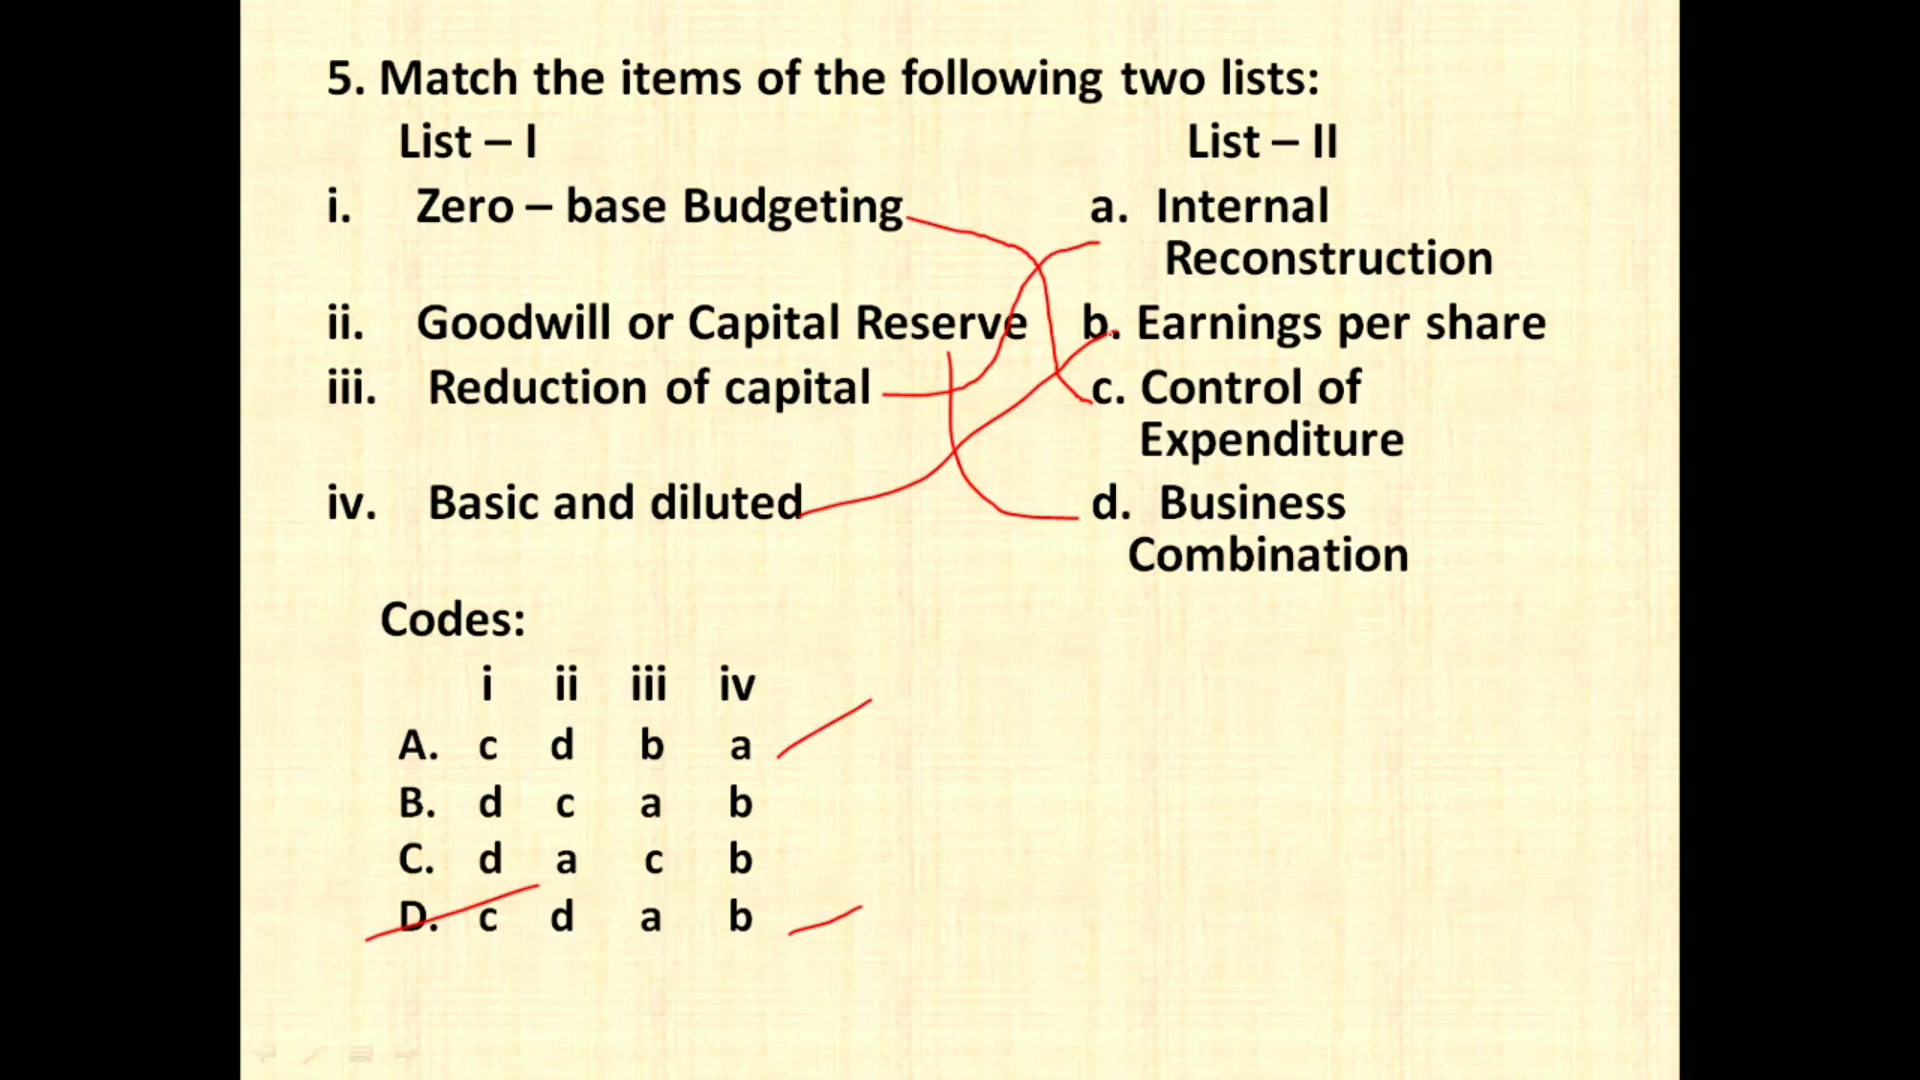 5. Match the items of the following two lists:
List – I List – II
i. Zero – base Budgeting a. Internal
Reconstruction
ii. Goodwill or Capital Reserve b. Earnings per share
iii. Reduction of capital c. Control of
Expenditure
iv. Basic and diluted d. Business
Combination
Codes:
i ii iii iv
A. c d b a
B. d c a b
C. d a c b
D. c d a b